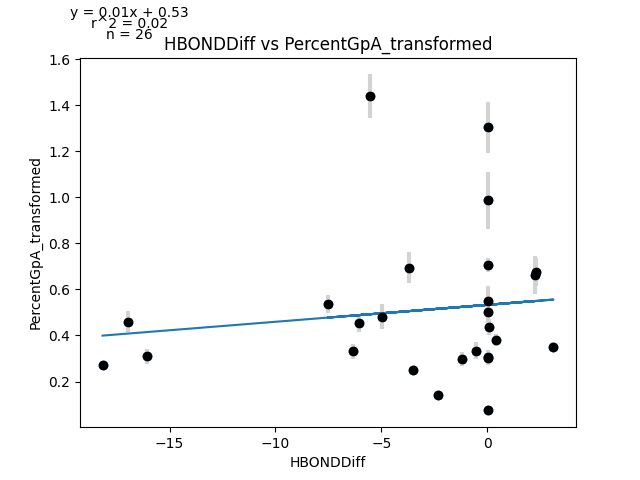 y = 0.01x + 0.53
r^2 = 0.02
n = 26
HBONDDiff vs PercentGpA_transformed
PercentGpA_transformed
1.6
1.4
1.2
1.0
0.8
0.6
0.4
0.2
−15
−10
−5
0
HBONDDiff